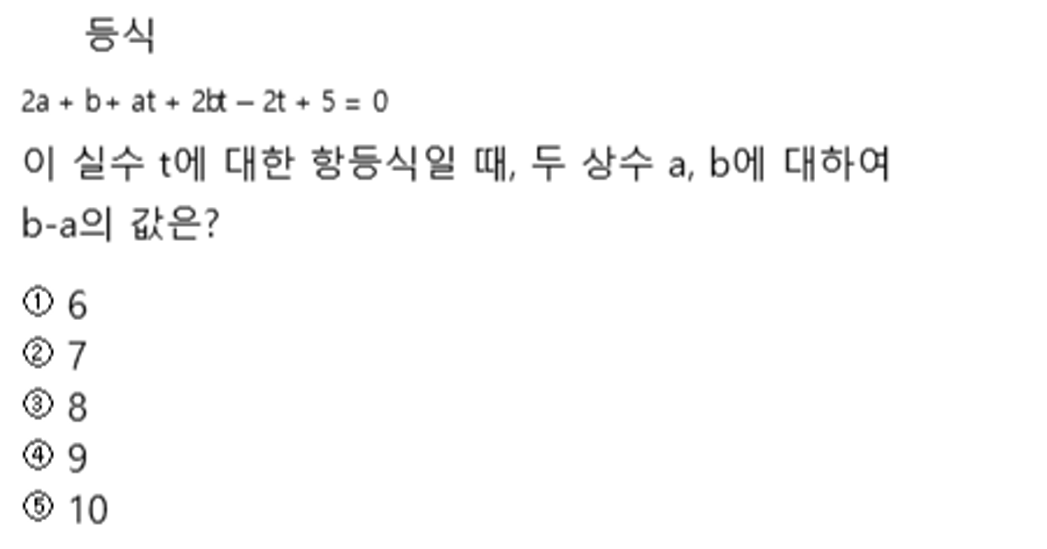 등식
2a + b+ at + 2bt – 2t + 5 = 0
이 실수 t에 대한 항등식일 때, 두 상수 a, b에 대하여
b-a의 값은?
① 6
② 7
③ 8
④ 9
⑤ 10